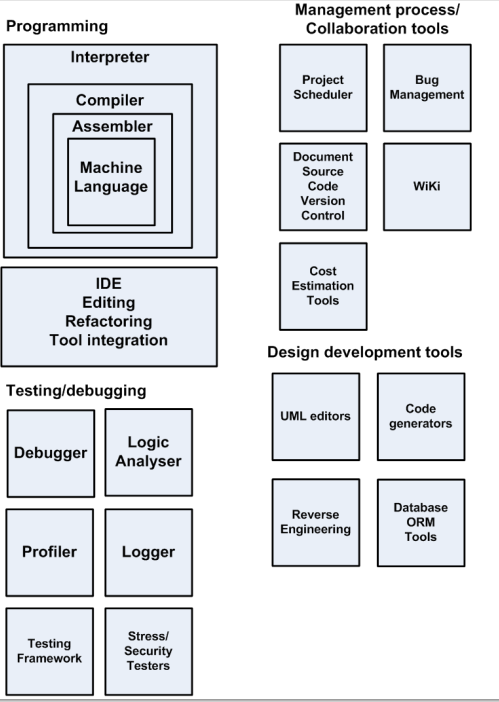 Programming
Interpreter
Compiler
Assembler
Machine
Language
IDE
Editing
Refactoring
Tool integration
Testing/debugging
Debugger
Logic
Analyser
Profiler
Logger
Testing
Framework
Stress/
Security
Testers
Management process/
Collaboration tools
Project
Scheduler
Bug
Management
Document
Source
Code
Version
Control
WiKi
Cost
Estimation
Tools
Design development tools
UML editors
Code
generators
Reverse
Engineering
Database
ORM
Tools